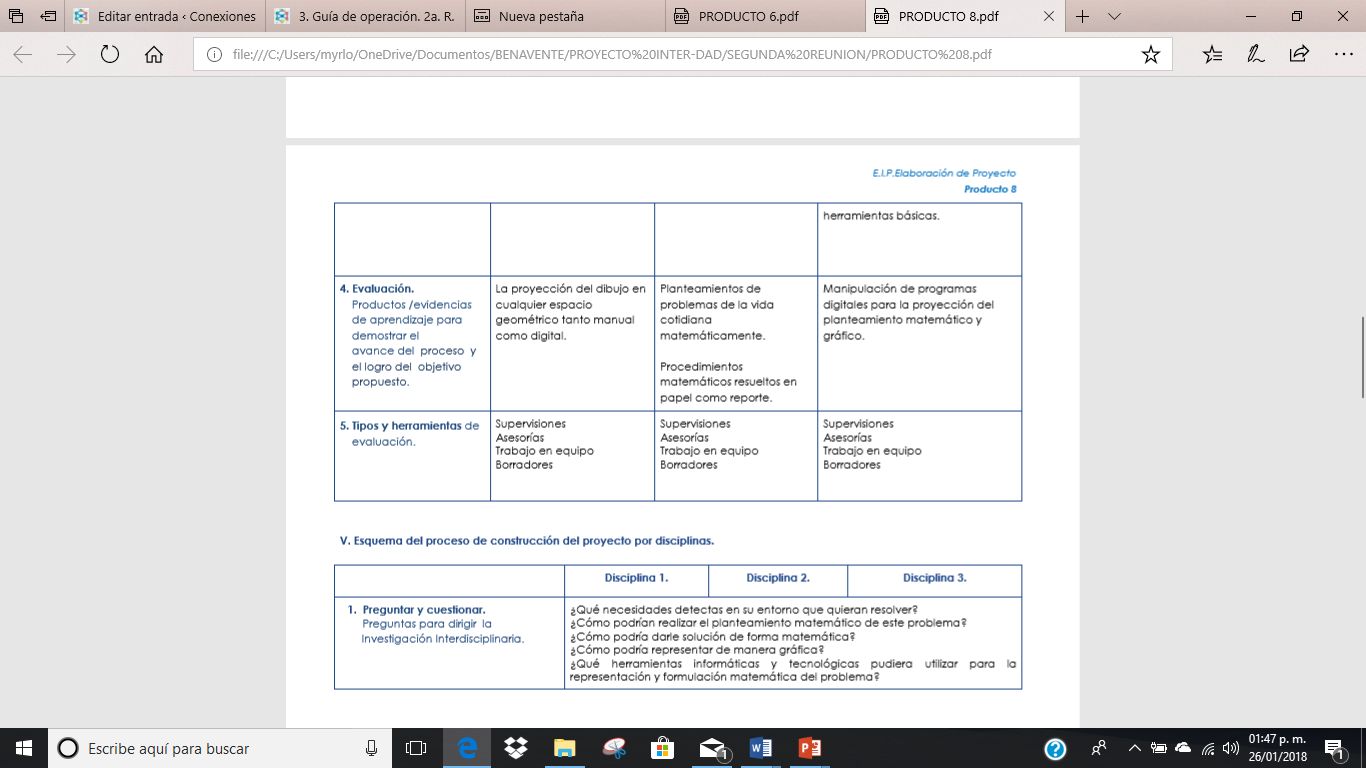 Editar entrada ‹ Conexiones
3. Guía de operación. 2a. R.
Nueva pestaña
PRODUCTO 6.pdf
PRODUCTO 8.pdf
file:///C:/Users/myrlo/OneDrive/Documentos/BENAVENTE/PROYECTO%20INTER-DAD/SEGUNDA%20REUNION/PRODUCTO%208.pdf
E.I.P.Elaboración de Proyecto
Producto 8
herramientas básicas.
4. Evaluación.
Productos /evidencias
de aprendizaje para
demostrar el
avance del proceso y
el logro del objetivo
propuesto.
La proyección del dibujo en
cualquier espacio
geométrico tanto manual
como digital.
Planteamientos de
problemas de la vida
cotidiana
matemáticamente.
Procedimientos
matemáticos resueltos en
papel como reporte.
Manipulación de programas
digitales para la proyección del
planteamiento matemático y
gráfico.
5. Tipos y herramientas de
evaluación.
Supervisiones
Asesorías
Trabajo en equipo
Borradores
Supervisiones
Asesorías
Trabajo en equipo
Borradores
Supervisiones
Asesorías
Trabajo en equipo
Borradores
V. Esquema del proceso de construcción del proyecto por disciplinas.
Disciplina 1.
Disciplina 2.
Disciplina 3.
1. Preguntar y cuestionar.
Preguntas para dirigir la
Investigación Interdisciplinaria.
¿Qué necesidades detectas en su entorno que quieran resolver?
¿Cómo podrían realizar el planteamiento matemático de este problema?
¿Cómo podría darle solución de forma matemática?
¿Cómo podría representar de manera gráfica?
¿Qué herramientas informáticas y tecnológicas pudiera utilizar para la
representación y formulación matemática del problema?
Escribe aquí para buscar
1
01:47 p. m.
26/01/2018
1